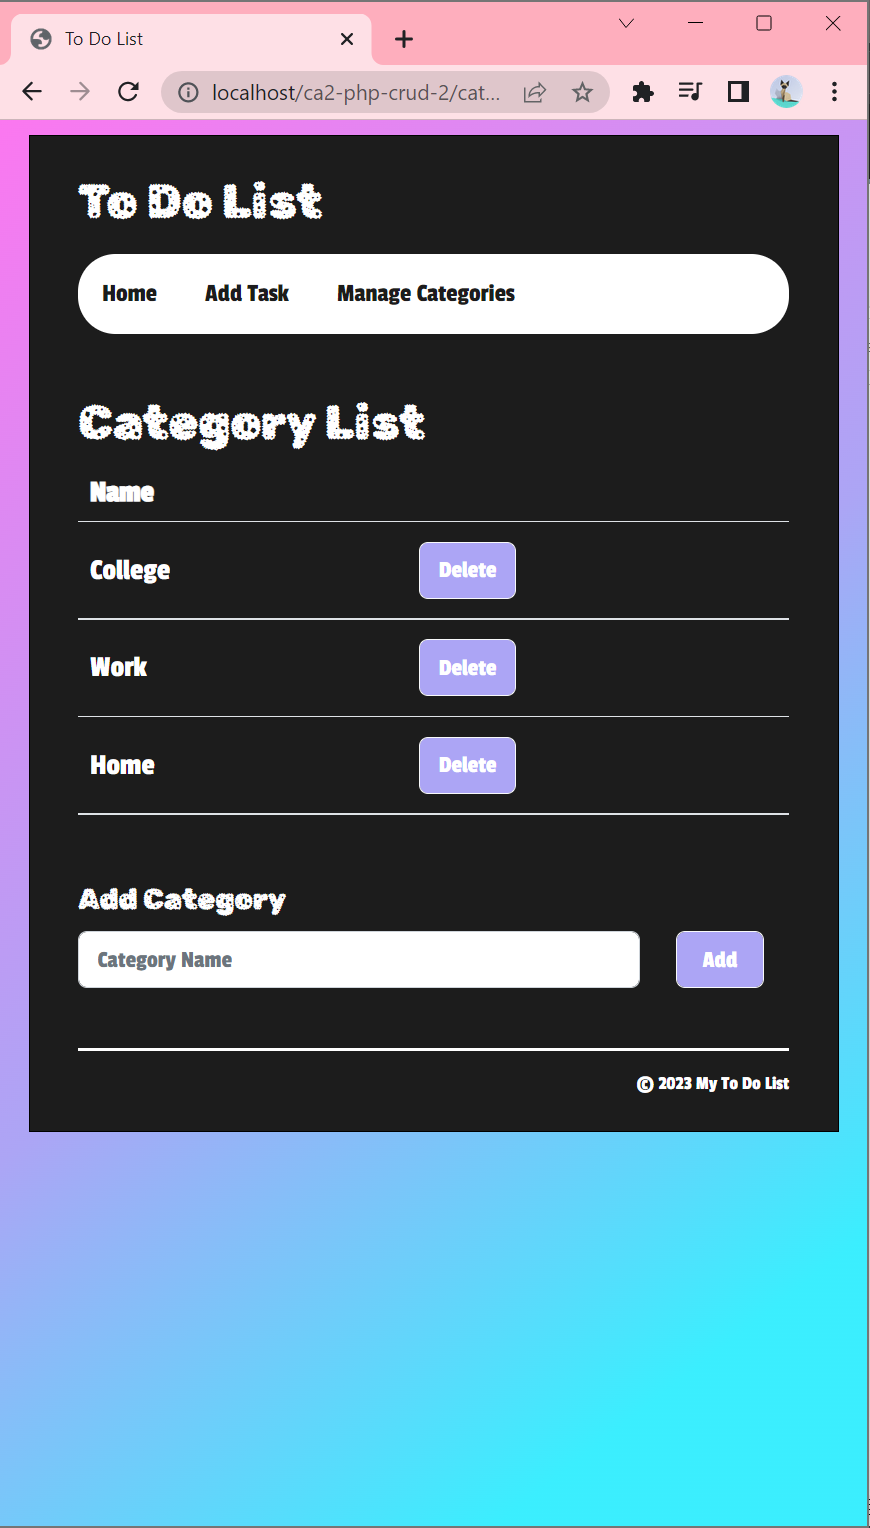 To Do List
localhost/ca2-php-crud-2/cat...
To Do List
Home Add Task Manage Categories
Category List
Name
College Delete
Work Delete
Home Delete
Add Category
Category Name Add
© 2023 My To Do List